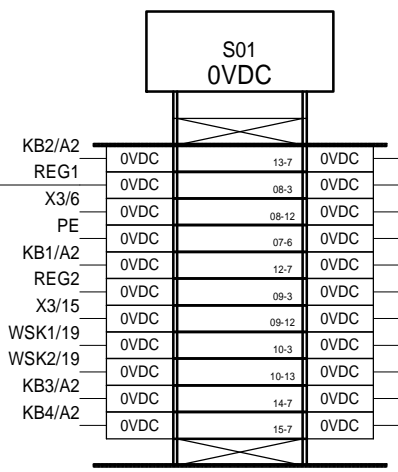 S01
0VDC
KB2/A2
0VDC 13-7 0VDC
REG1
0VDC 08-3 0VDC
X3/6
0VDC 08-12 0VDC
PE
0VDC 07-6 0VDC
KB1/A2
0VDC 12-7 0VDC
REG2
0VDC 09-3 0VDC
X3/15
0VDC 09-12 0VDC
WSK1/19
0VDC 10-3 0VDC
WSK2/19
0VDC 10-13 0VDC
KB3/A2
0VDC 14-7 0VDC
KB4/A2
0VDC 15-7 0VDC